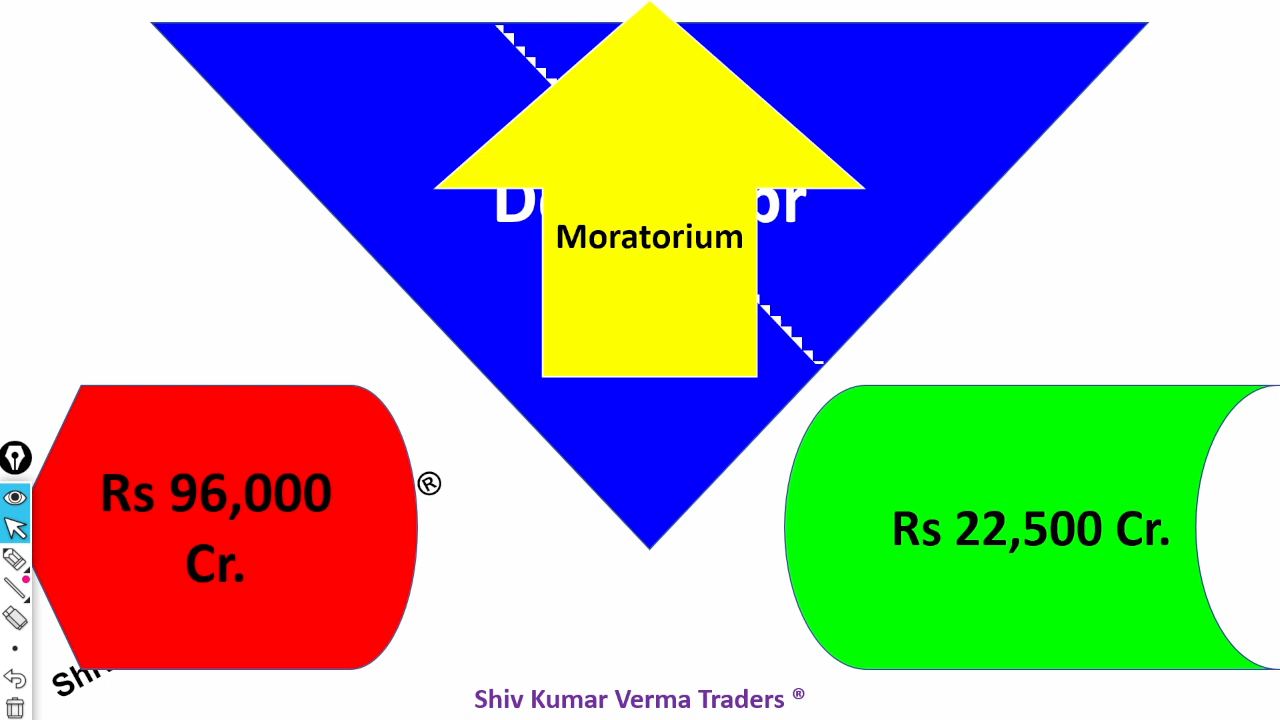 Moratorium
Rs 96,000
Cr.
®
Rs 22,500 Cr.
Shiv Kumar Verma Traders ®